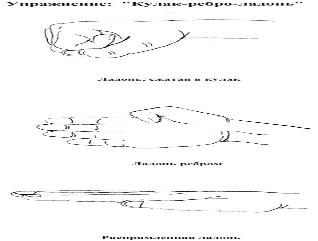 Упражнение: "Кулак-ребро-ладонь"
Ладонь, сжатая в кулак
Ладонь ребром
Распрямленная ладонь